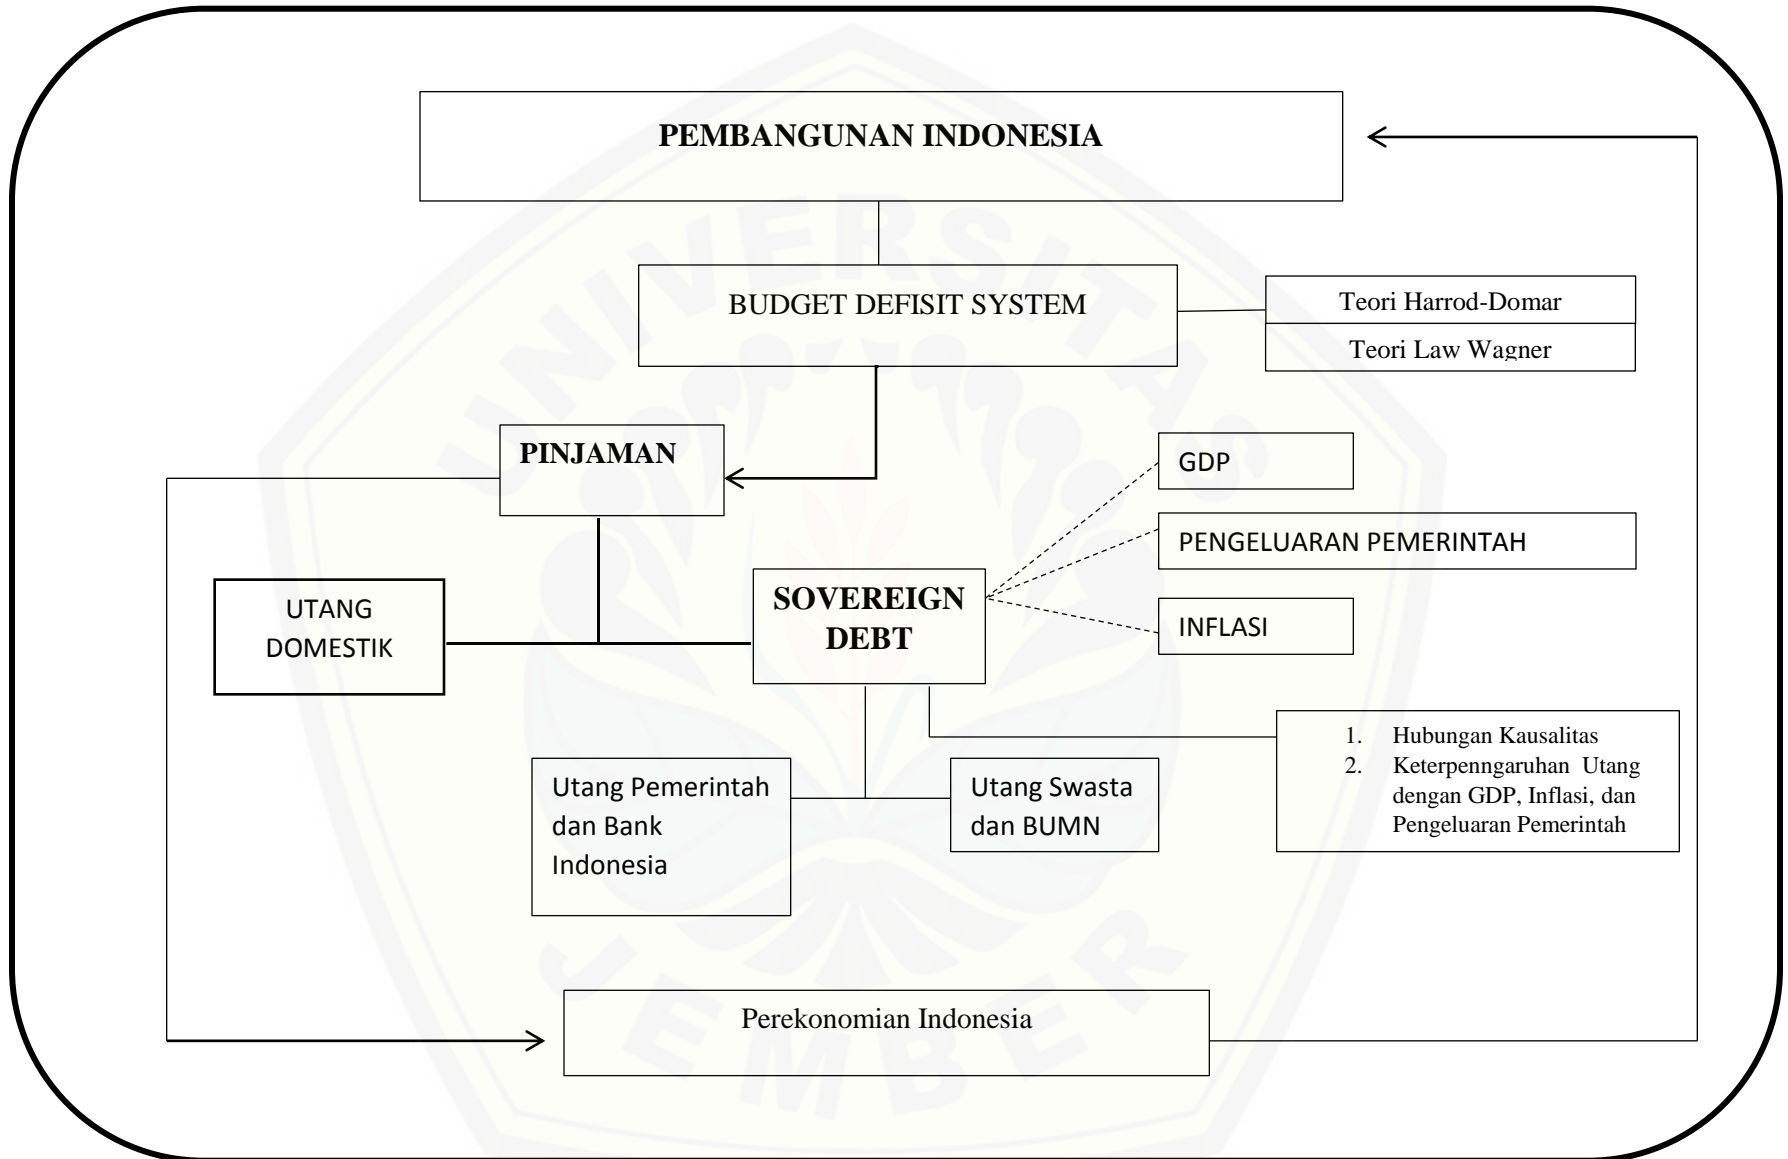 PEMBANGUNAN INDONESIA
BUDGET DEFISIT SYSTEM
Teori Harrod-Domar
Teori Law Wagner
PINJAMAN
GDP
PENGELUARAN PEMERINTAH
SOVEREIGN
DEBT
UTANG
DOMESTIK
INFLASI
1. Hubungan Kausalitas
2. Keterpenngaruhan Utang
dengan GDP, Inflasi, dan
Pengeluaran Pemerintah
Utang Pemerintah
dan Bank
Indonesia
Utang Swasta
dan BUMN
Perekonomian Indonesia
UNIVERSITAS
JEMBER